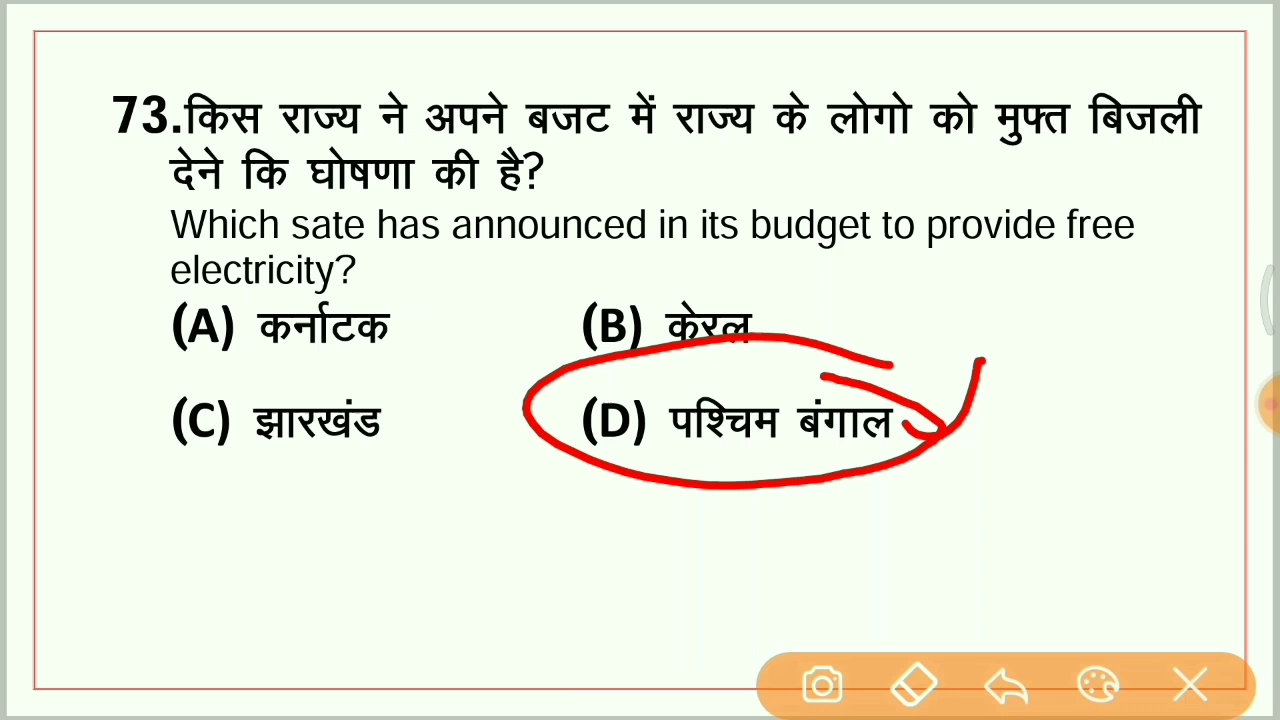 73.किस राज्य ने अपने बजट में राज्य के लोगो को मुफ्त बिजली
देने कि घोषणा की है?
Which sate has announced in its budget to provide free
electricity?
(A) कर्नाटक (B) केरल
(C) झारखंड (D) पश्चिम बंगाल